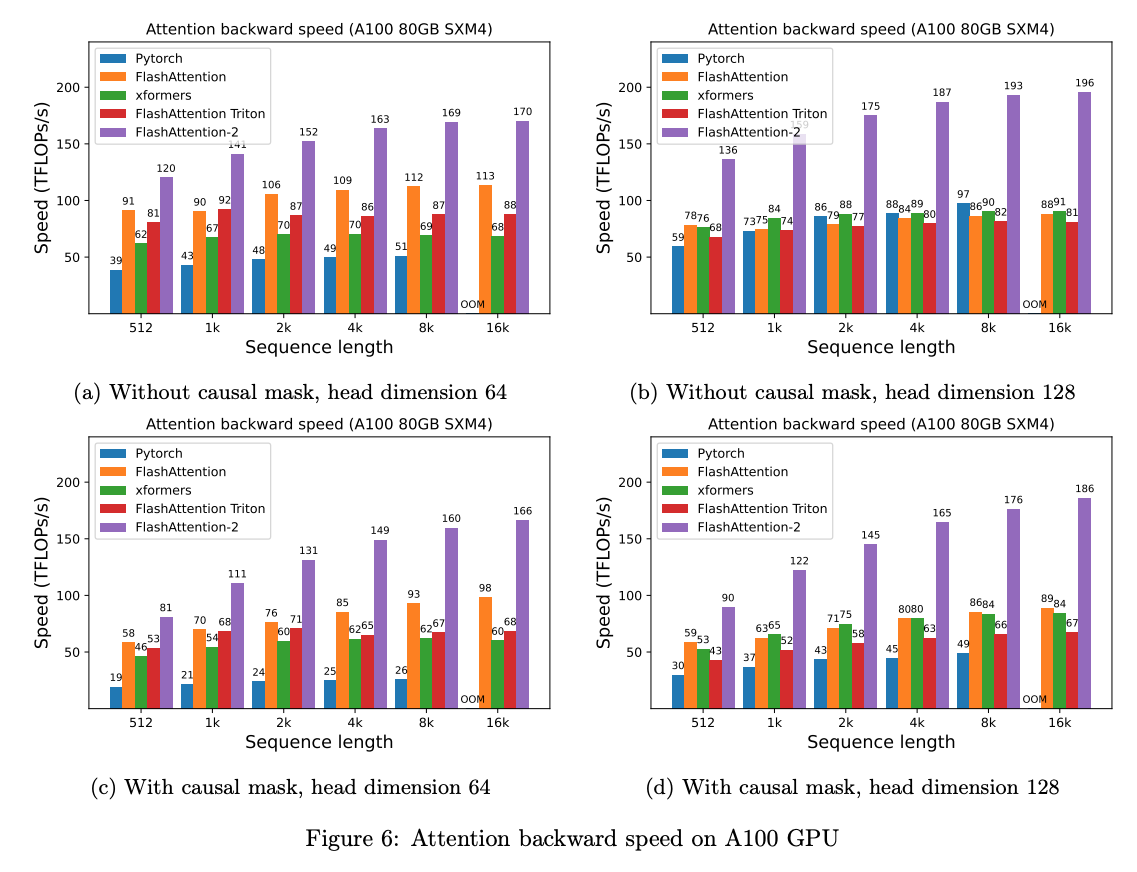 Attention backward speed (A100 80GB SXM4)
Pytorch
FlashAttention
xformers
FlashAttention Triton
FlashAttention-2
Speed (TFLOPs/s)
200
150
100
50
39 91 62 81 120
43 90 67 92 141
48 106 70 87 152
49 109 70 86 163
51 112 69 87 169
OOM 113 68 88 170
512 1k 2k 4k 8k 16k
Sequence length
(a) Without causal mask, head dimension 64
Attention backward speed (A100 80GB SXM4)
Pytorch
FlashAttention
xformers
FlashAttention Triton
FlashAttention-2
Speed (TFLOPs/s)
200
150
100
50
59 78 76 68 136
73 75 84 74 159
86 79 88 77 175
88 84 89 80 187
97 86 90 82 193
OOM 88 91 81 196
512 1k 2k 4k 8k 16k
Sequence length
(b) Without causal mask, head dimension 128
Attention backward speed (A100 80GB SXM4)
Pytorch
FlashAttention
xformers
FlashAttention Triton
FlashAttention-2
Speed (TFLOPs/s)
200
150
100
50
19 58 46 53 81
21 70 54 68 111
24 76 60 71 131
25 85 62 65 149
26 93 62 67 160
OOM 98 60 68 166
512 1k 2k 4k 8k 16k
Sequence length
(c) With causal mask, head dimension 64
Attention backward speed (A100 80GB SXM4)
Pytorch
FlashAttention
xformers
FlashAttention Triton
FlashAttention-2
Speed (TFLOPs/s)
200
150
100
50
30 59 53 43 90
37 63 65 52 122
43 71 75 58 145
45 80 80 63 165
49 86 84 66 176
OOM 89 84 67 186
512 1k 2k 4k 8k 16k
Sequence length
(d) With causal mask, head dimension 128
Figure 6: Attention backward speed on A100 GPU